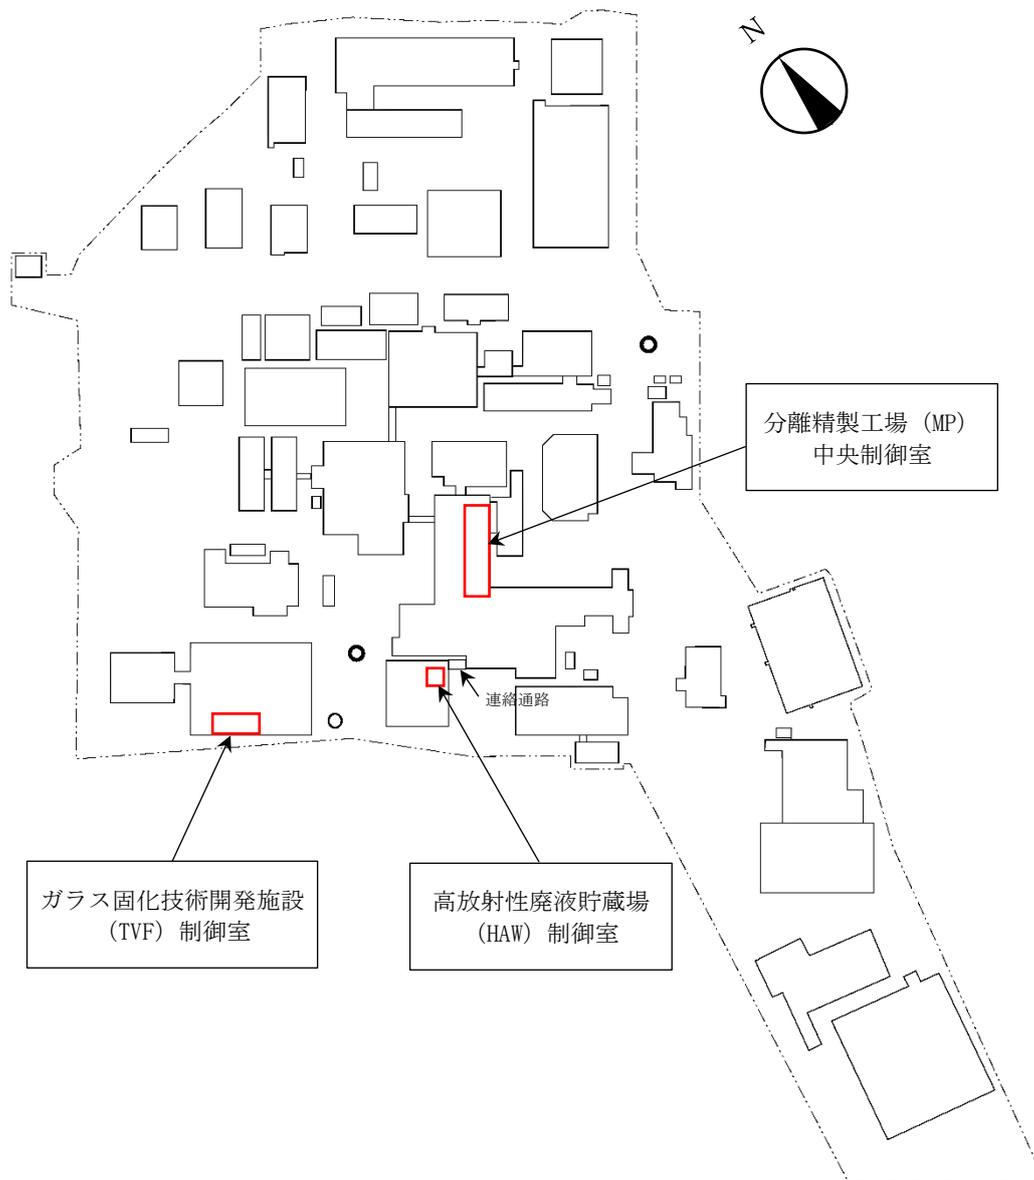 N
分離精製工場 (MP)
中央制御室
連絡通路
ガラス固化技術開発施設
(TVF) 制御室
高放射性廃液貯蔵場
(HAW) 制御室